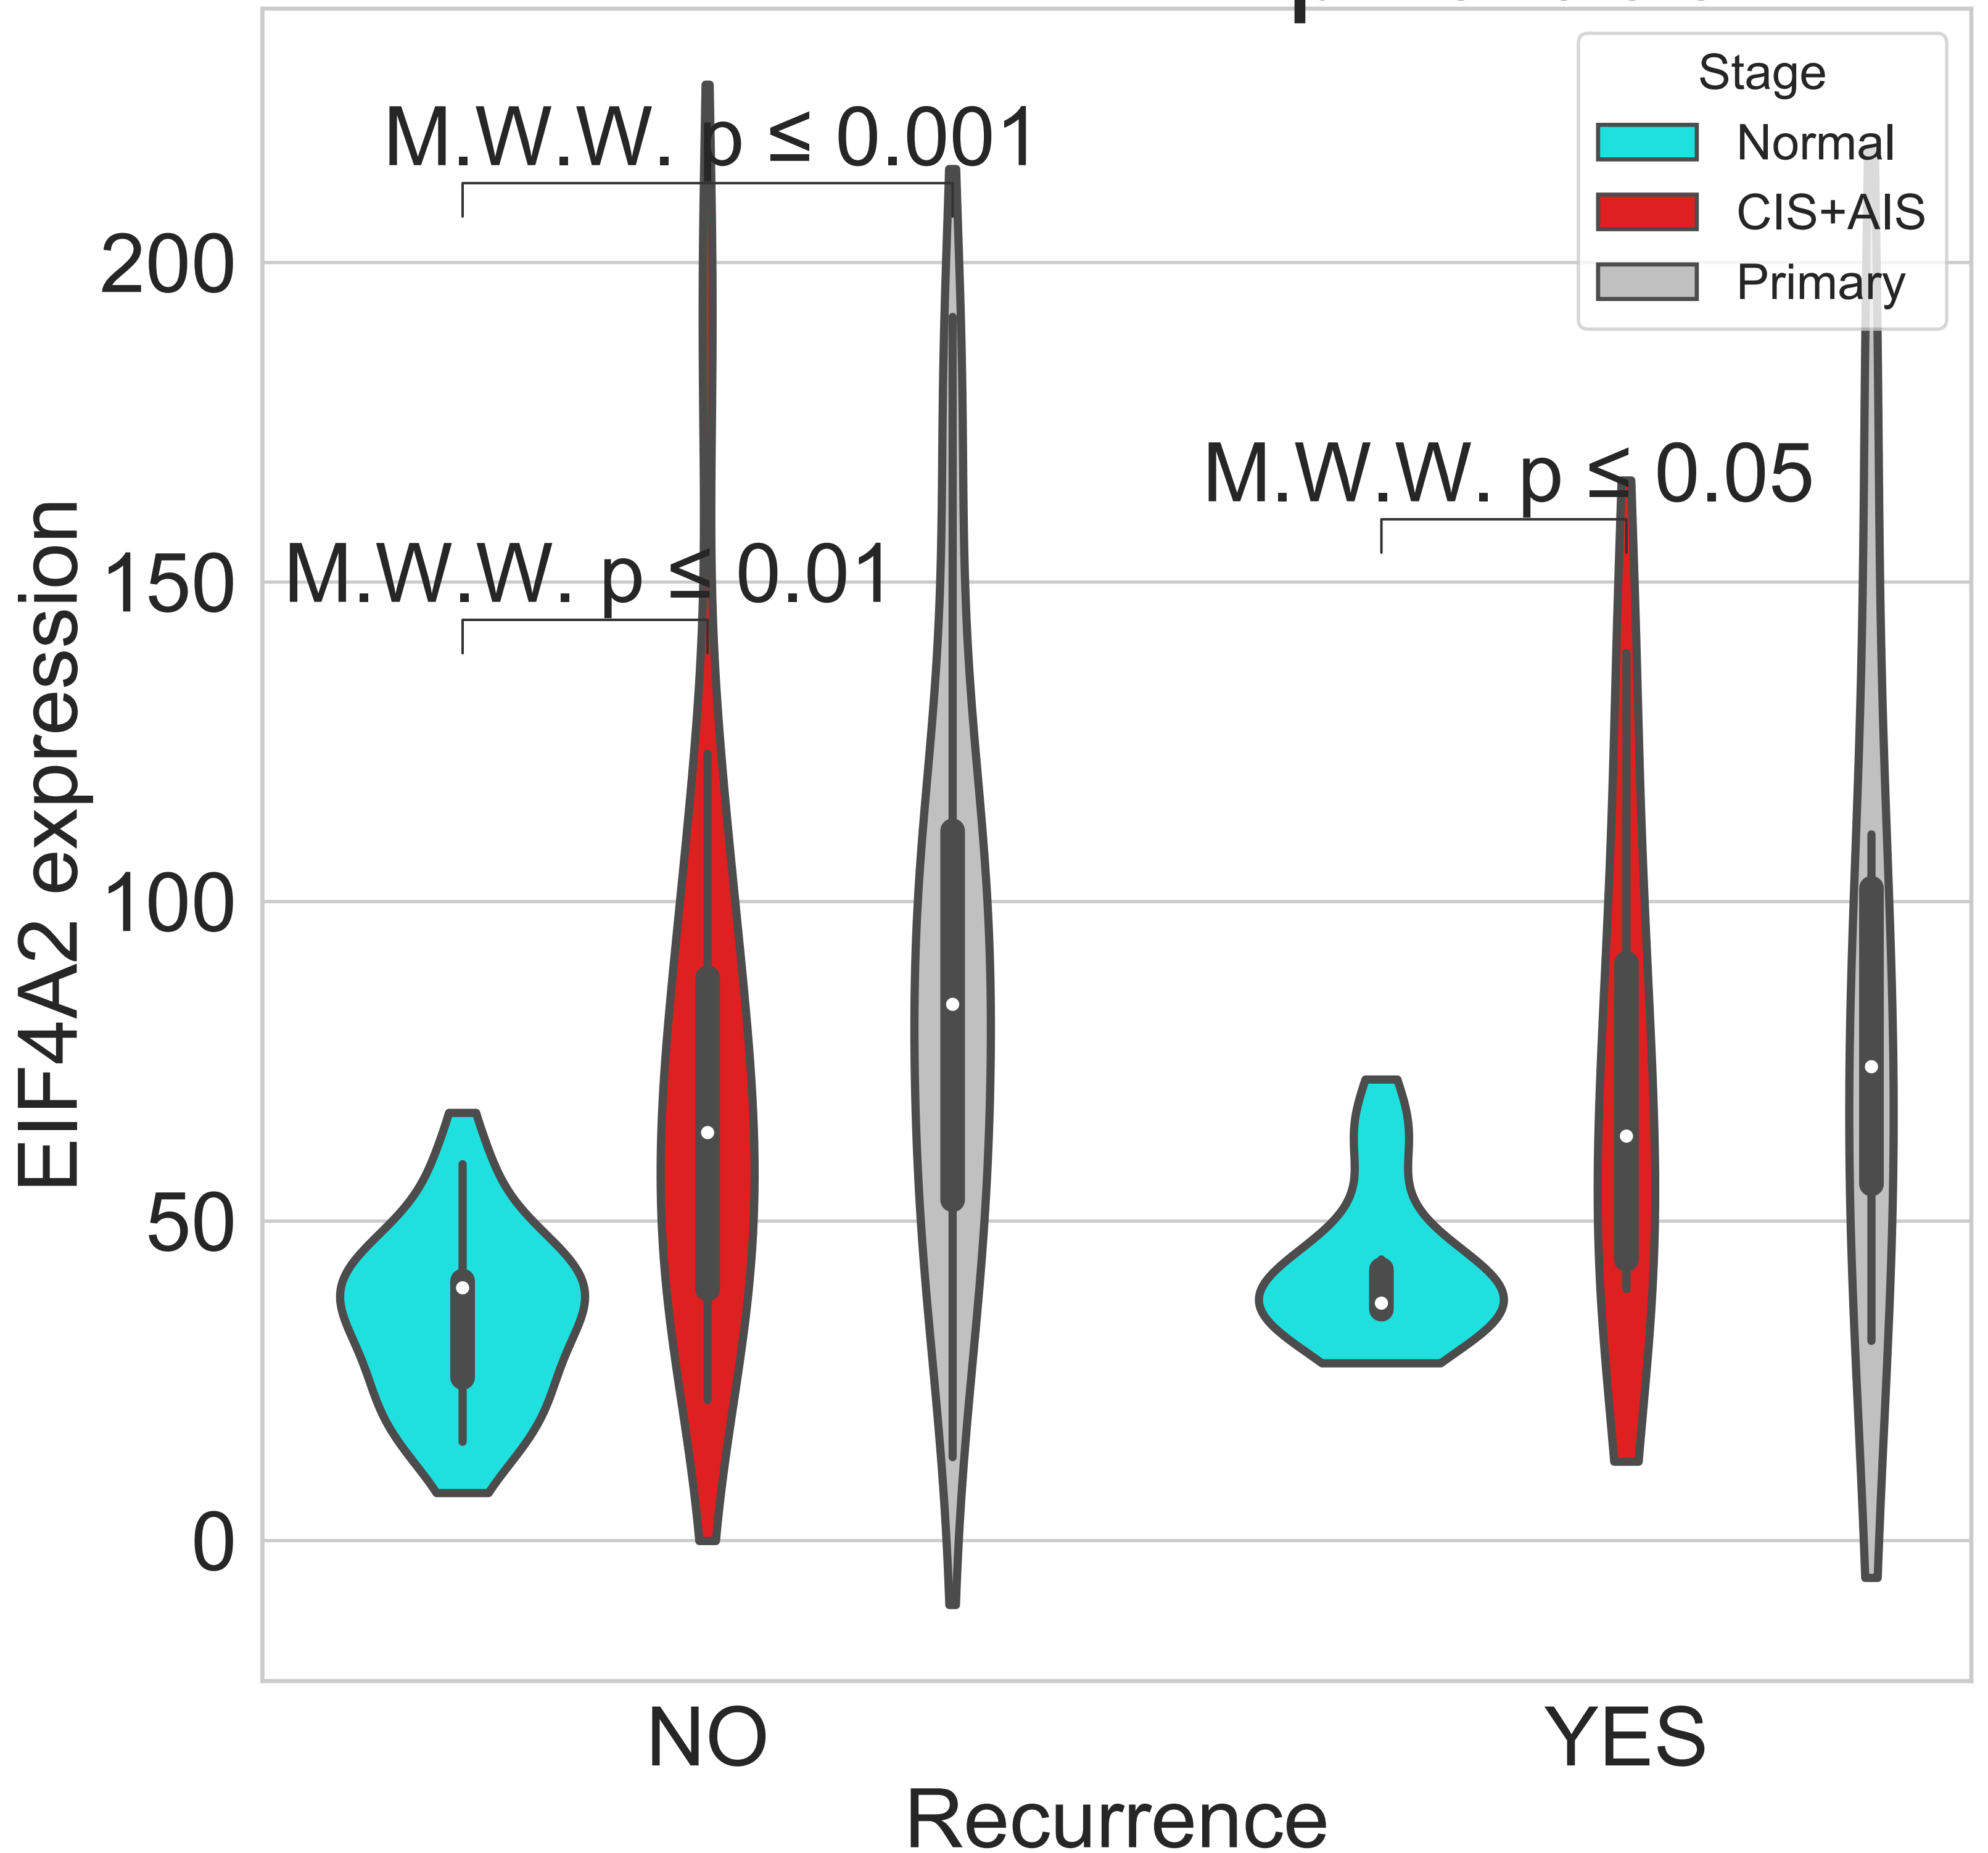 Stage
Normal
CIS+AIS
Primary
M.W.W. p ≤ 0.001
M.W.W. p ≤ 0.05
M.W.W. p ≤ 0.01
EIF4A2 expression
200
150
100
50
0
NO
YES
Recurrence